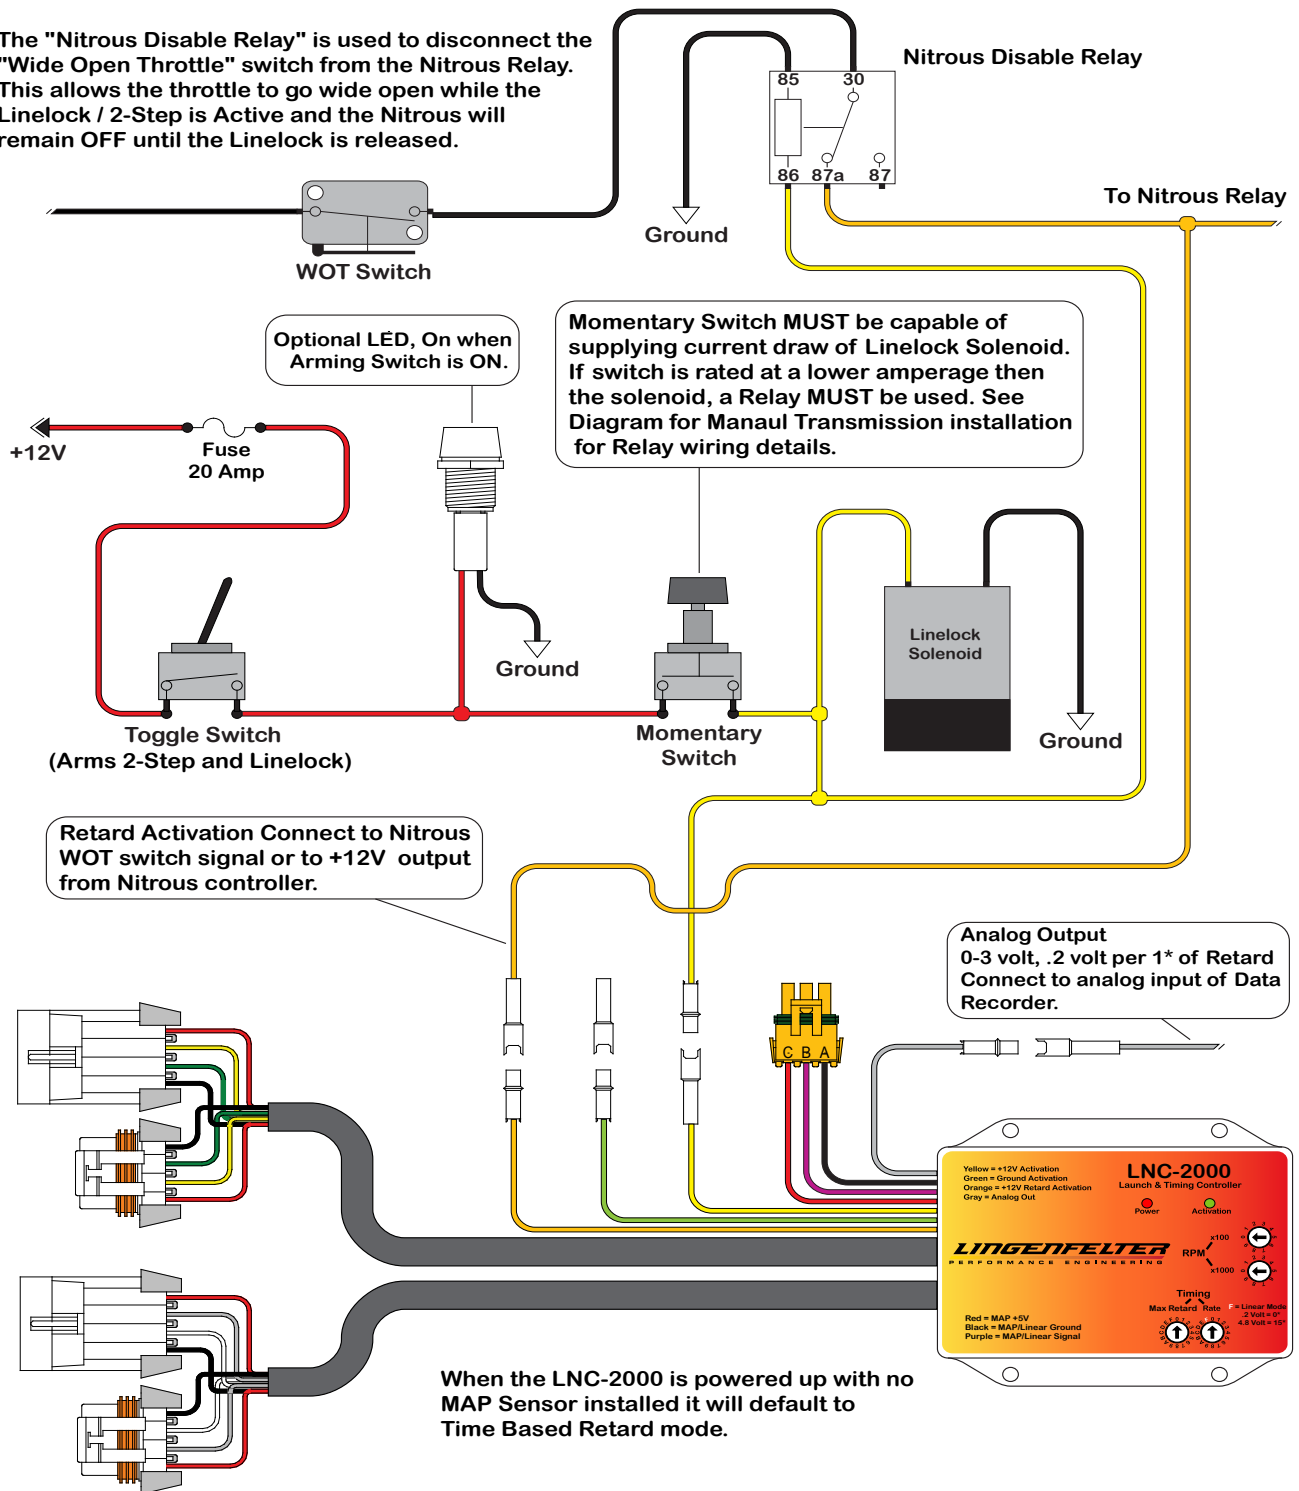 The "Nitrous Disable Relay" is used to disconnect the
"Wide Open Throttle" switch from the Nitrous Relay.
This allows the throttle to go wide open while the
Linelock / 2-Step is Active and the Nitrous will
remain OFF until the Linelock is released.
Nitrous Disable Relay
85 30
86 87a 87
To Nitrous Relay
Ground
WOT Switch
Optional LED, On when
Arming Switch is ON.
Momentary Switch MUST be capable of
supplying current draw of Linelock Solenoid.
If switch is rated at a lower amperage then
the solenoid, a Relay MUST be used. See
Diagram for Manaul Transmission installation
for Relay wiring details.
+12V
Fuse
20 Amp
Ground
Linelock
Solenoid
Ground
Toggle Switch
(Arms 2-Step and Linelock)
Momentary
Switch
Retard Activation Connect to Nitrous
WOT switch signal or to +12V output
from Nitrous controller.
Analog Output
0-3 volt, .2 volt per 1* of Retard
Connect to analog input of Data
Recorder.
C B A
Yellow = +12V Activation
Green = Ground Activation
Orange = +12V Retard Activation
Gray = Analog Out
LNC-2000
Launch & Timing Controller
Power
Activation
LINGENFELTER
PERFORMANCE ENGINEERING
RPM
x100
x1000
Timing
Max Retard Rate
F = Linear Mode
.2 Volt = 0°
4.8 Volt = 15°
Red = MAP +5V
Black = MAP/Linear Ground
Purple = MAP/Linear Signal
When the LNC-2000 is powered up with no
MAP Sensor installed it will default to
Time Based Retard mode.